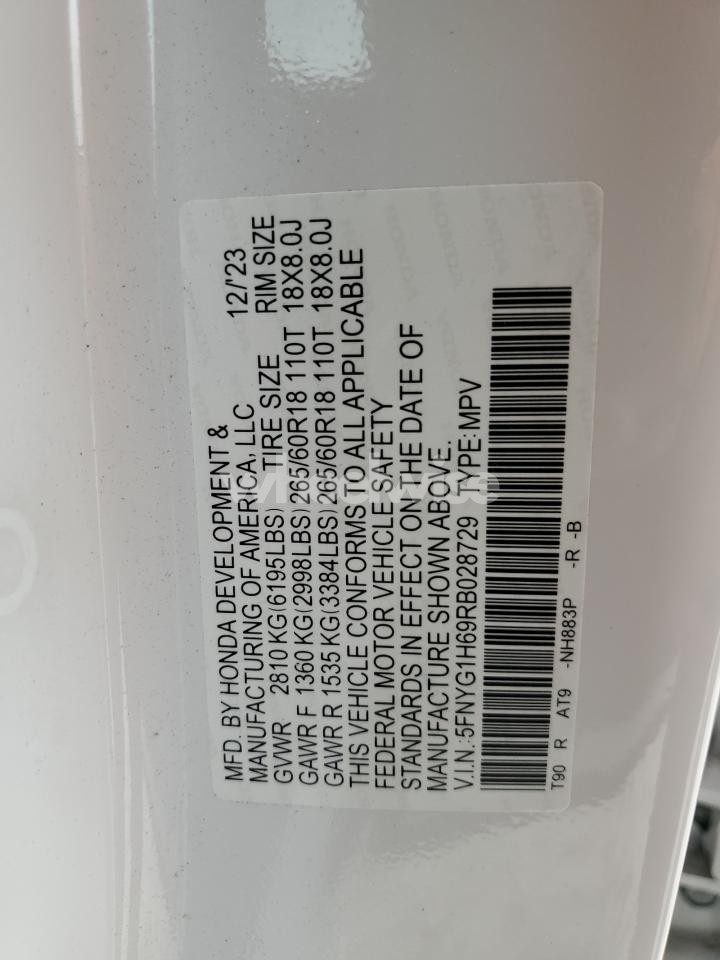 MFD. BY HONDA DEVELOPMENT &
MANUFACTURING OF AMERICA, LLC 12/'23
GVWR 2810 KG(6195LBS) TIRE SIZE RIM SIZE
GAWR F 1360 KG(2998LBS) 265/60R18 110T 18X8.0J
GAWR R 1535 KG(3384LBS) 265/60R18 110T 18X8.0J
THIS VEHICLE CONFORMS TO ALL APPLICABLE
FEDERAL MOTOR VEHICLE SAFETY
STANDARDS IN EFFECT ON THE DATE OF
MANUFACTURE SHOWN ABOVE.
V.I.N.:5FNYG1H69RB028729 TYPE:MPV
T90 R AT9 -NH883P -R -B